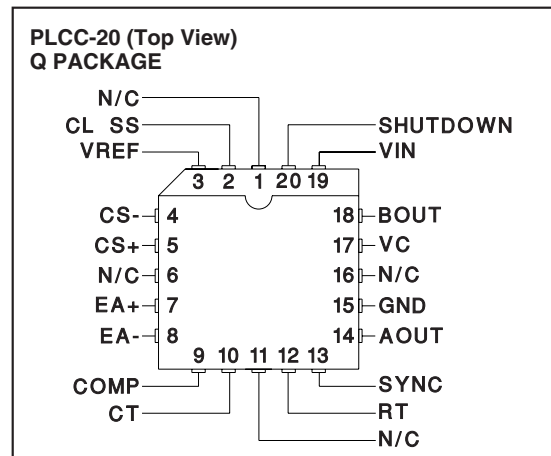 PLCC-20 (Top View)
Q PACKAGE
N/C
CL SS
VREF
SHUTDOWN
VIN
3 2 1 20 19
CS- 4
CS+ 5
N/C 6
EA+ 7
EA- 8
18 BOUT
17 VC
16 N/C
15 GND
14 AOUT
9 10 11 12 13
COMP
CT
SYNC
RT
N/C